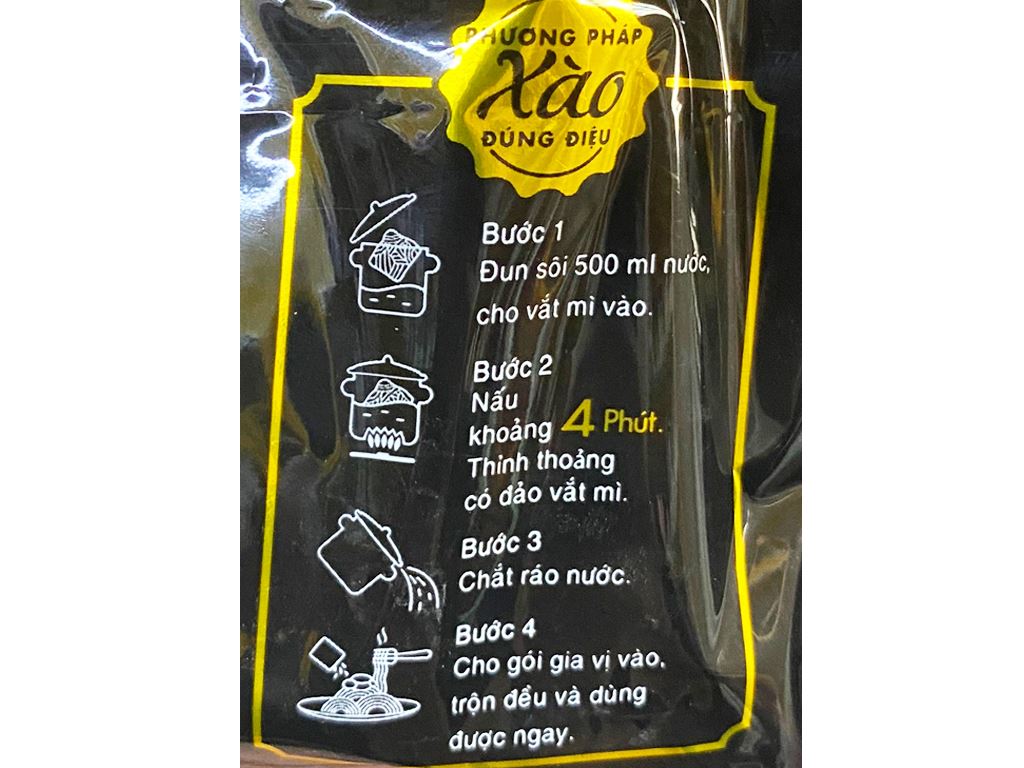 PHƯƠNG PHÁP
Xào
ĐÚNG ĐIỆU
Bước 1
Đun sôi 500 ml nước,
cho vắt mì vào.
Bước 2
Nấu
khoảng 4 Phút.
Thỉnh thoảng
có đảo vắt mì.
Bước 3
Chắt ráo nước.
Bước 4
Cho gói gia vị vào,
trộn đều và dùng
được ngay.